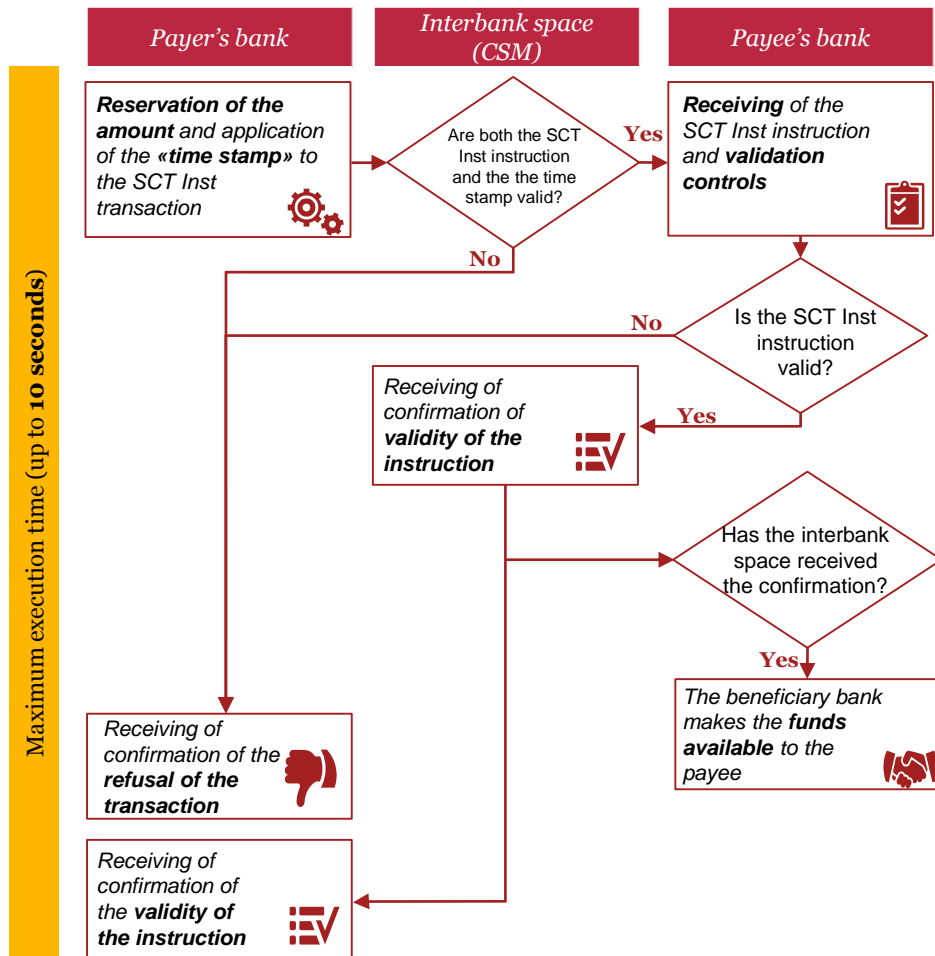 Payer's bank
Interbank space
(CSM)
Payee's bank
Maximum execution time (up to 10 seconds)
Reservation of the
amount and application
of the «time stamp» to
the SCT Inst
transaction
Are both the SCT
Inst instruction
and the the time
stamp valid?
Yes
No
Receiving of the
SCT Inst instruction
and validation
controls
Is the SCT Inst
instruction
valid?
No
Yes
Receiving of
confirmation of
validity of the
instruction
Has the interbank
space received
the confirmation?
Yes
The beneficiary bank
makes the funds
available to the
payee
Receiving of
confirmation of the
refusal of the
transaction
Receiving of
confirmation of
the validity of
the instruction